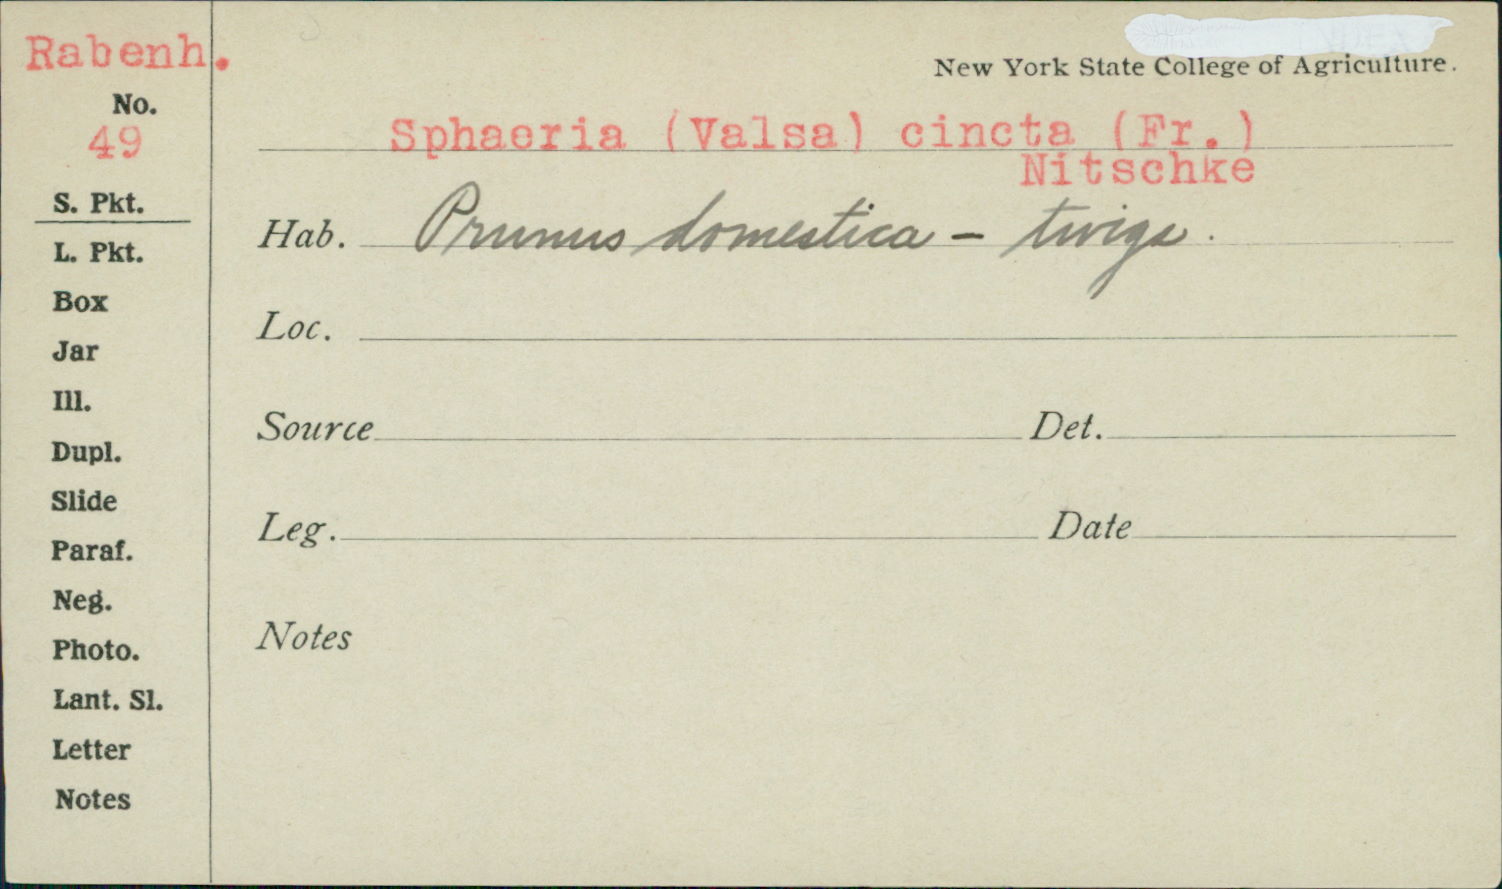 Rabenh.
No.
49
S. Pkt.
L. Pkt.
Box
Jar
Ill.
Dupl.
Slide
Paraf.
Neg.
Photo.
Lant. Sl.
Letter
Notes
New York State College of Agriculture.
Sphaeria (Valsa) cincta (Fr.)
Nitschke
Hab. Prunus domestica – twigs.
Loc.
Source Det.
Leg. Date
Notes